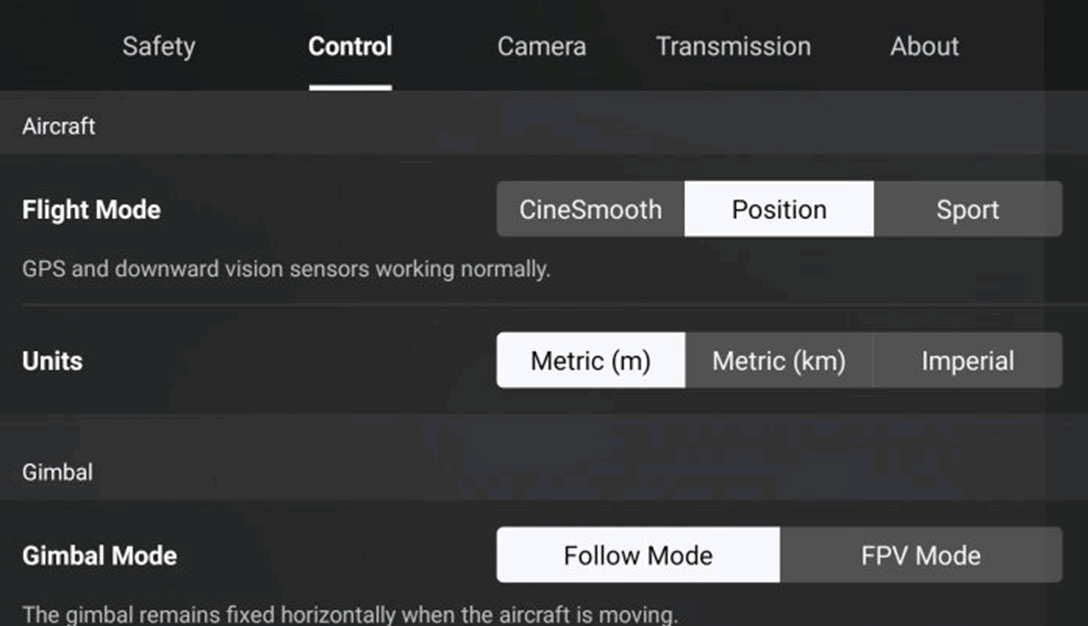 Safety Control Camera Transmission About
Aircraft
Flight Mode CineSmooth Position Sport
GPS and downward vision sensors working normally.
Units Metric (m) Metric (km) Imperial
Gimbal
Gimbal Mode Follow Mode FPV Mode
The gimbal remains fixed horizontally when the aircraft is moving.